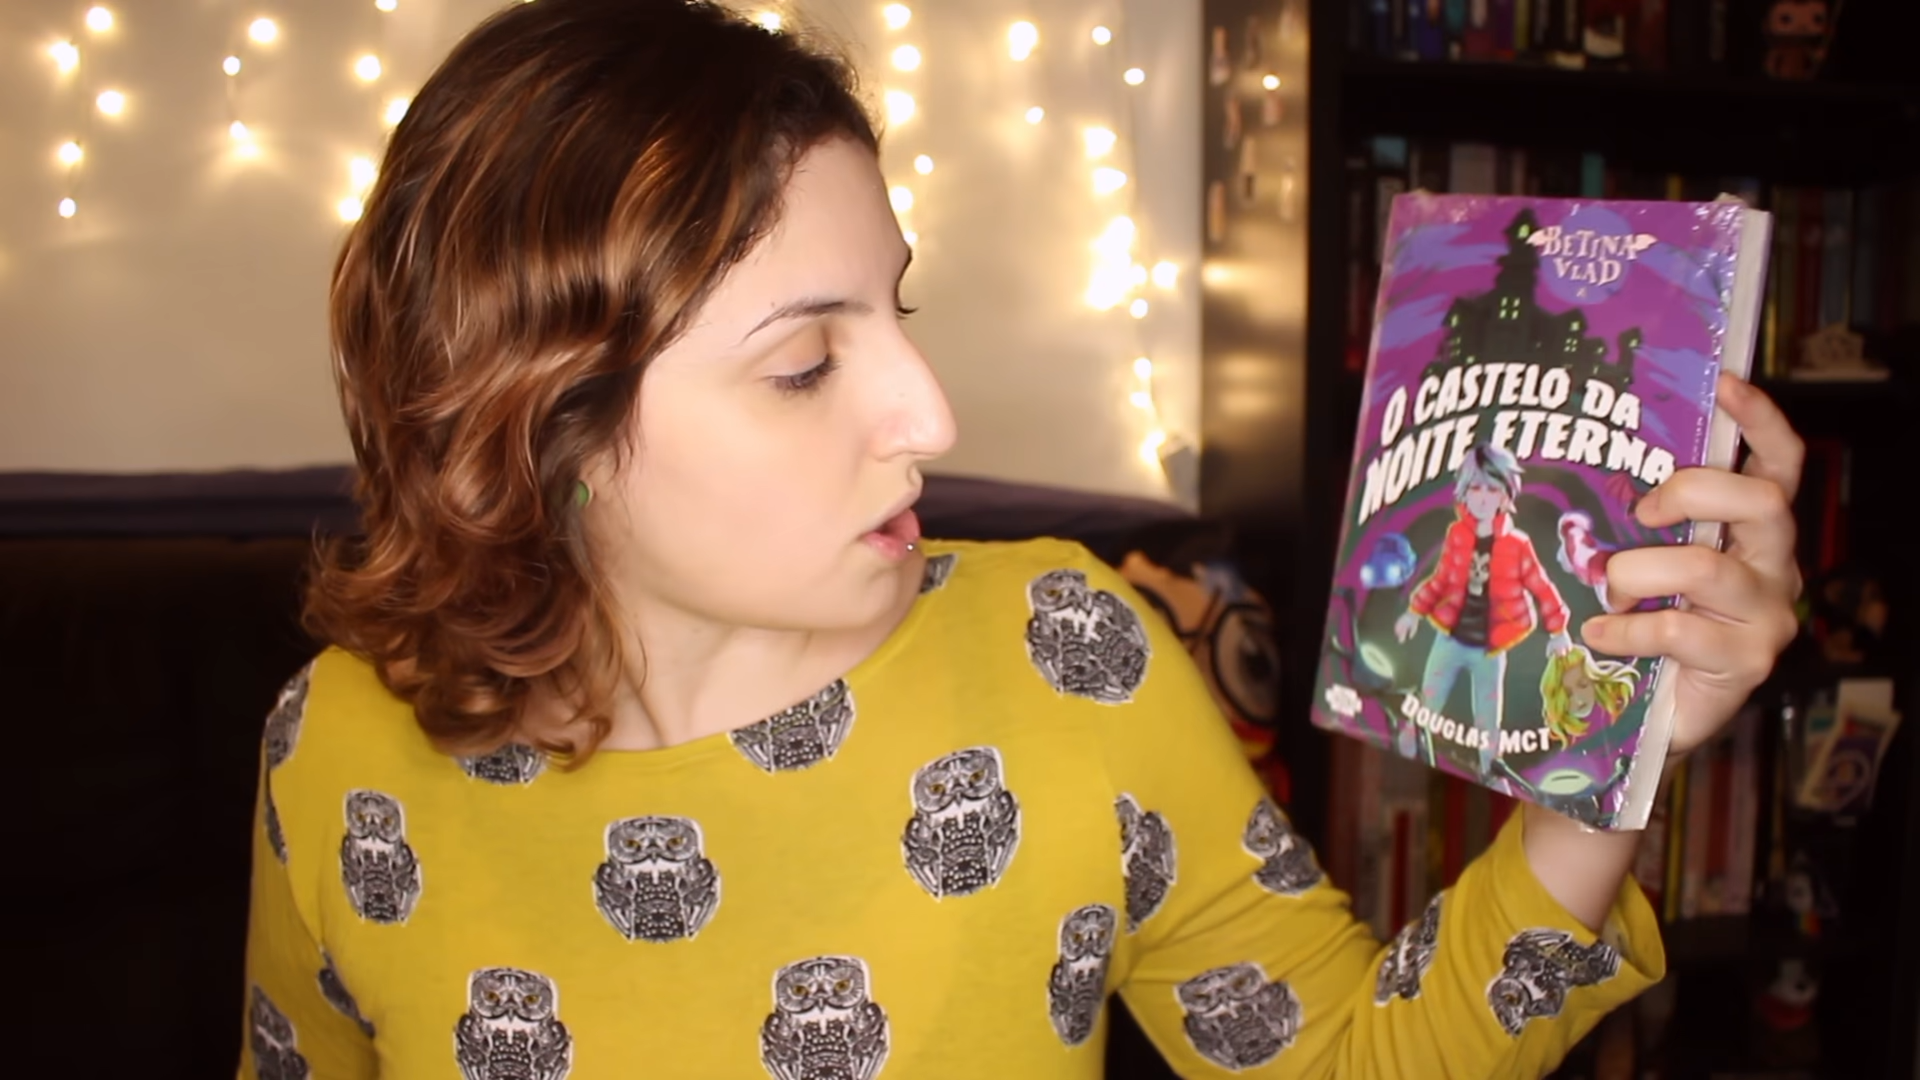 BETINA
VLAD
O CASTELO DA
NOITE ETERNA
DOUGLAS MCT